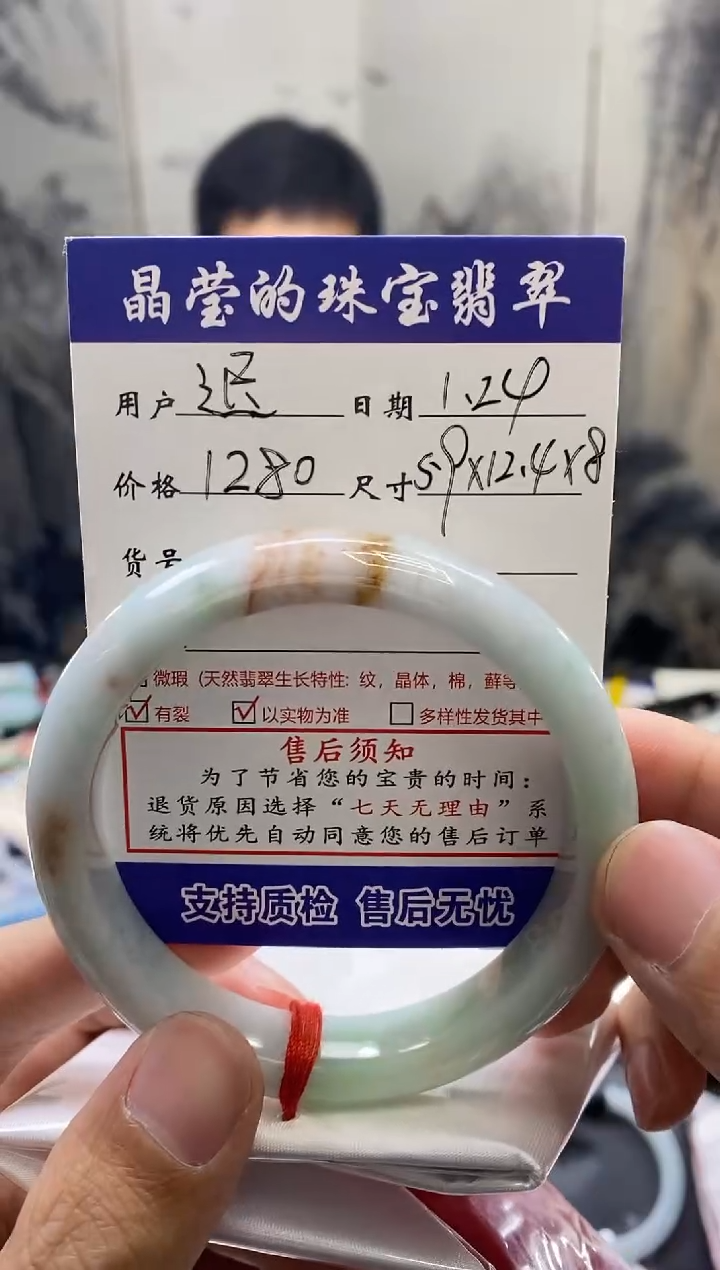 晶莹的珠宝翡翠
用户 迟 日期 1.24
价格 1280 尺寸 59x12.4x8
货号
微瑕（天然翡翠生长特性：纹，晶体，棉，藓等
有裂 以实物为准 多样性发货其中
售后须知
为了节省您的宝贵的时间：
退货原因选择“七天无理由”系
统将优先自动同意您的售后订单
支持质检 售后无忧